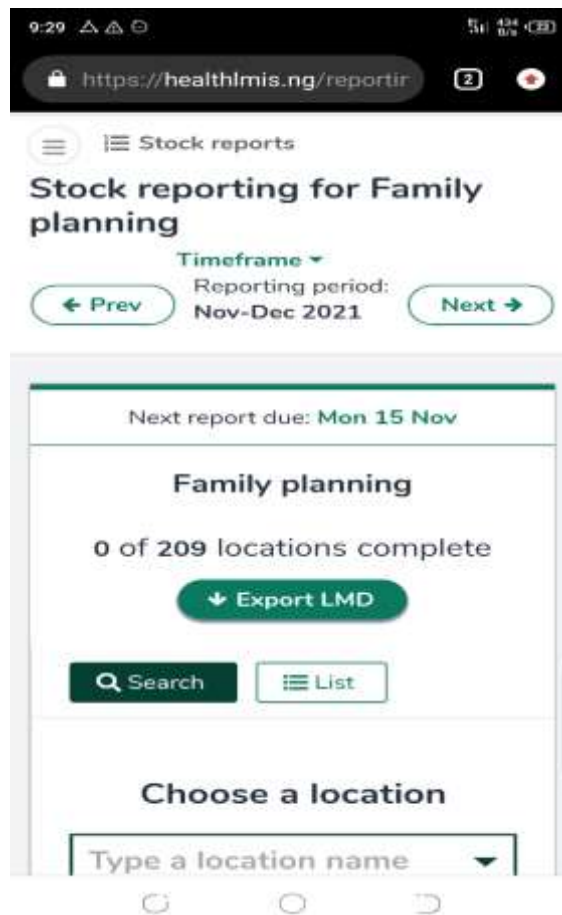 9:29
https://healthlmis.ng/reportir
2
Stock reports
Stock reporting for Family
planning
Timeframe
Prev
Reporting period:
Nov-Dec 2021
Next
Next report due: Mon 15 Nov
Family planning
0 of 209 locations complete
Export LMD
Search
List
Choose a location
Type a location name